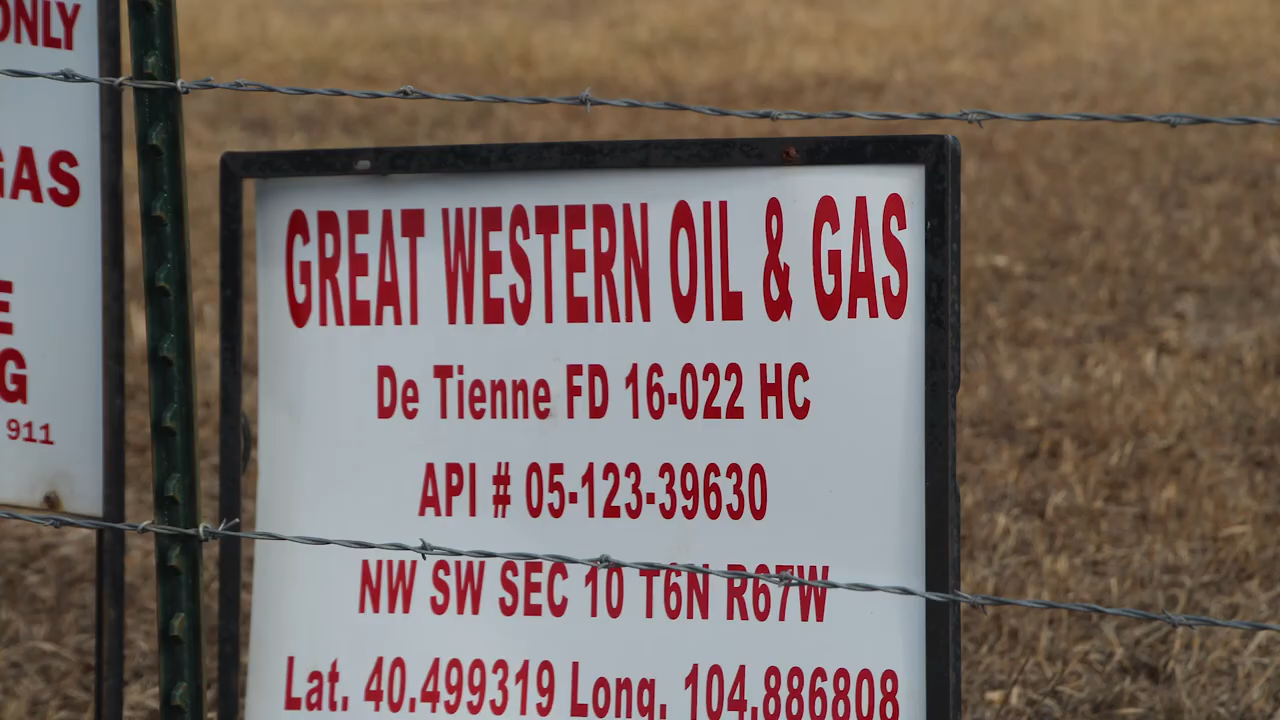 ONLY
GAS
E
G
911
GREAT WESTERN OIL & GAS
De Tienne FD 16-022 HC
API # 05-123-39630
NW SW SEC 10 T6N R67W
Lat. 40.499319 Long. 104.886808